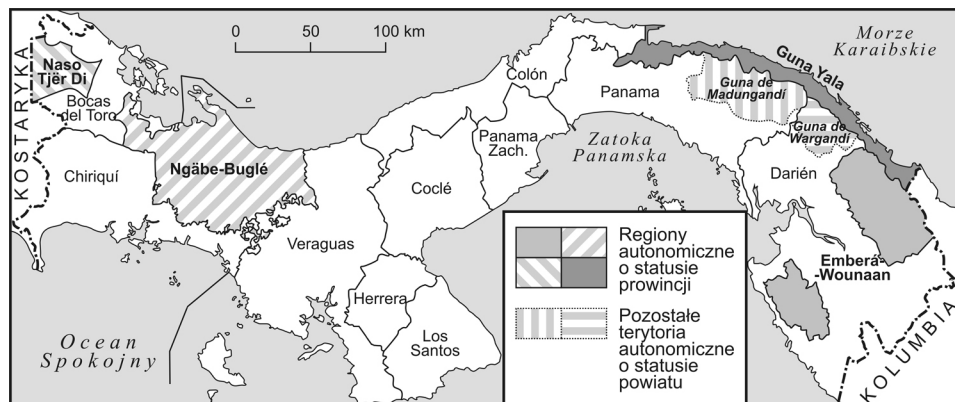 KOSTARYKA
Naso
Tjër Di
Bocas
del Toro
Chiriquí
Ngäbe-Buglé
0 50 100 km
Veraguas
Coclé
Herrera
Los
Santos
Colón
Panama
Zach.
Panama
Zatoka
Panamska
Morze
Karaibskie
Guna Yala
Guna de
Madungandí
Guna de
Wargandí
Darién
Emberá-
-Wounaan
KOLUMBIA
Ocean
Spokojny
Regiony
autonomiczne
o statusie
prowincji
Pozostałe
terytoria
autonomiczne
o statusie
powiatu